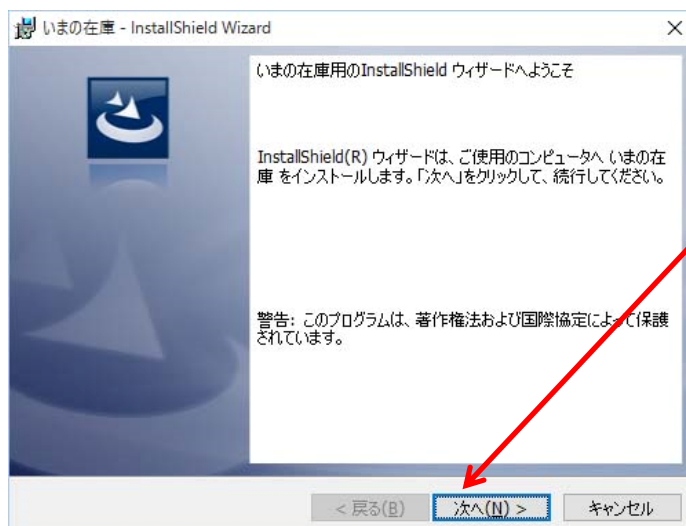 いまの在庫 - InstallShield Wizard
いまの在庫用のInstallShield ウィザードへようこそ
InstallShield(R) ウィザードは、ご使用のコンピュータへ いまの在
庫 をインストールします。「次へ」をクリックして、続行してください。
警告: このプログラムは、著作権法および国際協定によって保護
されています。
< 戻る(B)
次へ(N) >
キャンセル